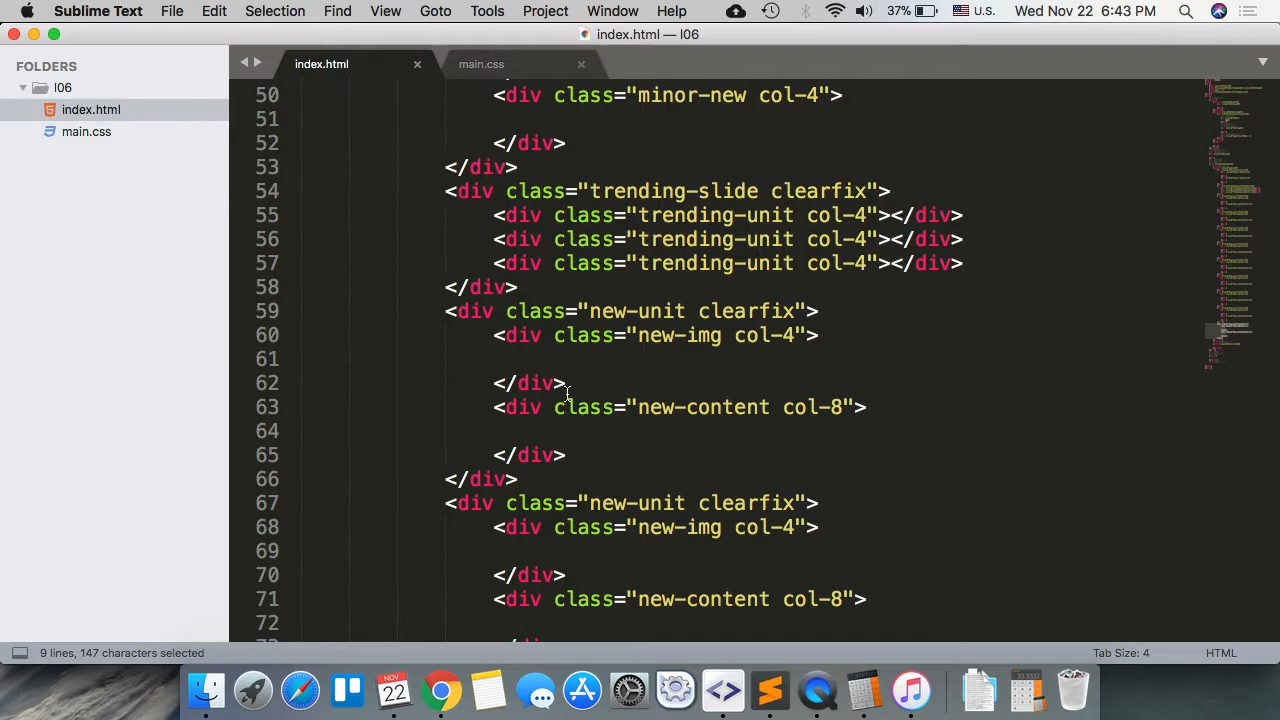 Sublime Text File Edit Selection Find View Goto Tools Project Window Help 37% U.S. Wed Nov 22 6:43 PM
index.html — l06
FOLDERS
l06
index.html
main.css
index.html
main.css
50 <div class="minor-new col-4">
51
52 </div>
53 </div>
54 <div class="trending-slide clearfix">
55 <div class="trending-unit col-4"></div>
56 <div class="trending-unit col-4"></div>
57 <div class="trending-unit col-4"></div>
58 </div>
59 <div class="new-unit clearfix">
60 <div class="new-img col-4">
61
62 </div>
63 <div class="new-content col-8">
64
65 </div>
66 </div>
67 <div class="new-unit clearfix">
68 <div class="new-img col-4">
69
70 </div>
71 <div class="new-content col-8">
72
9 lines, 147 characters selected
Tab Size: 4
HTML
NOV
22